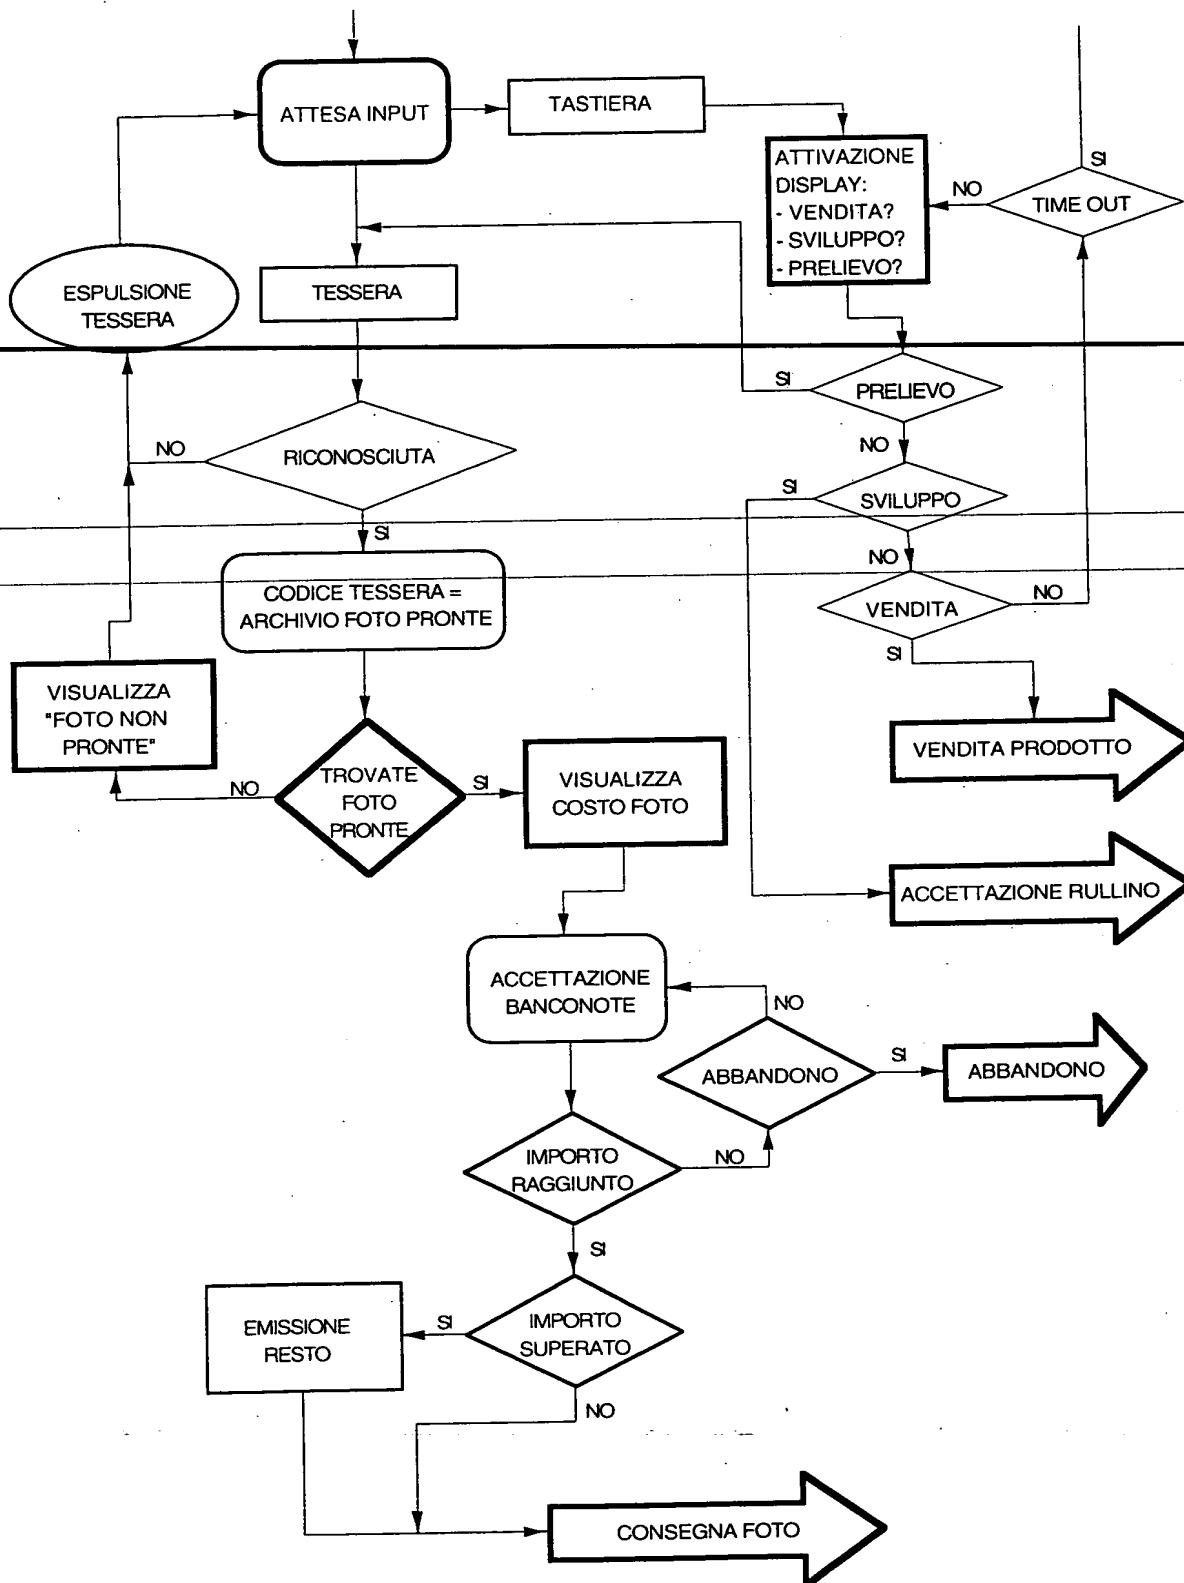 ATTESA INPUT
TASTIERA
ATTIVAZIONE
DISPLAY:
- VENDITA?
- SVILUPPO?
- PRELIEVO?
SI
NO
TIME OUT
ESPULSIONE
TESSERA
TESSERA
SI
PRELIEVO
NO
RICONOSCIUTA
NO
SI
SVILUPPO
SI
NO
CODICE TESSERA =
ARCHIVIO FOTO PRONTE
VENDITA
NO
SI
VISUALIZZA
"FOTO NON
PRONTE"
VENDITA PRODOTTO
NO
TROVATE
FOTO
PRONTE
SI
VISUALIZZA
COSTO FOTO
ACCETTAZIONE RULLINO
ACCETTAZIONE
BANCONOTE
NO
ABBANDONO
SI
ABBANDONO
IMPORTO
RAGGIUNTO
NO
SI
EMISSIONE
RESTO
SI
IMPORTO
SUPERATO
NO
CONSEGNA FOTO